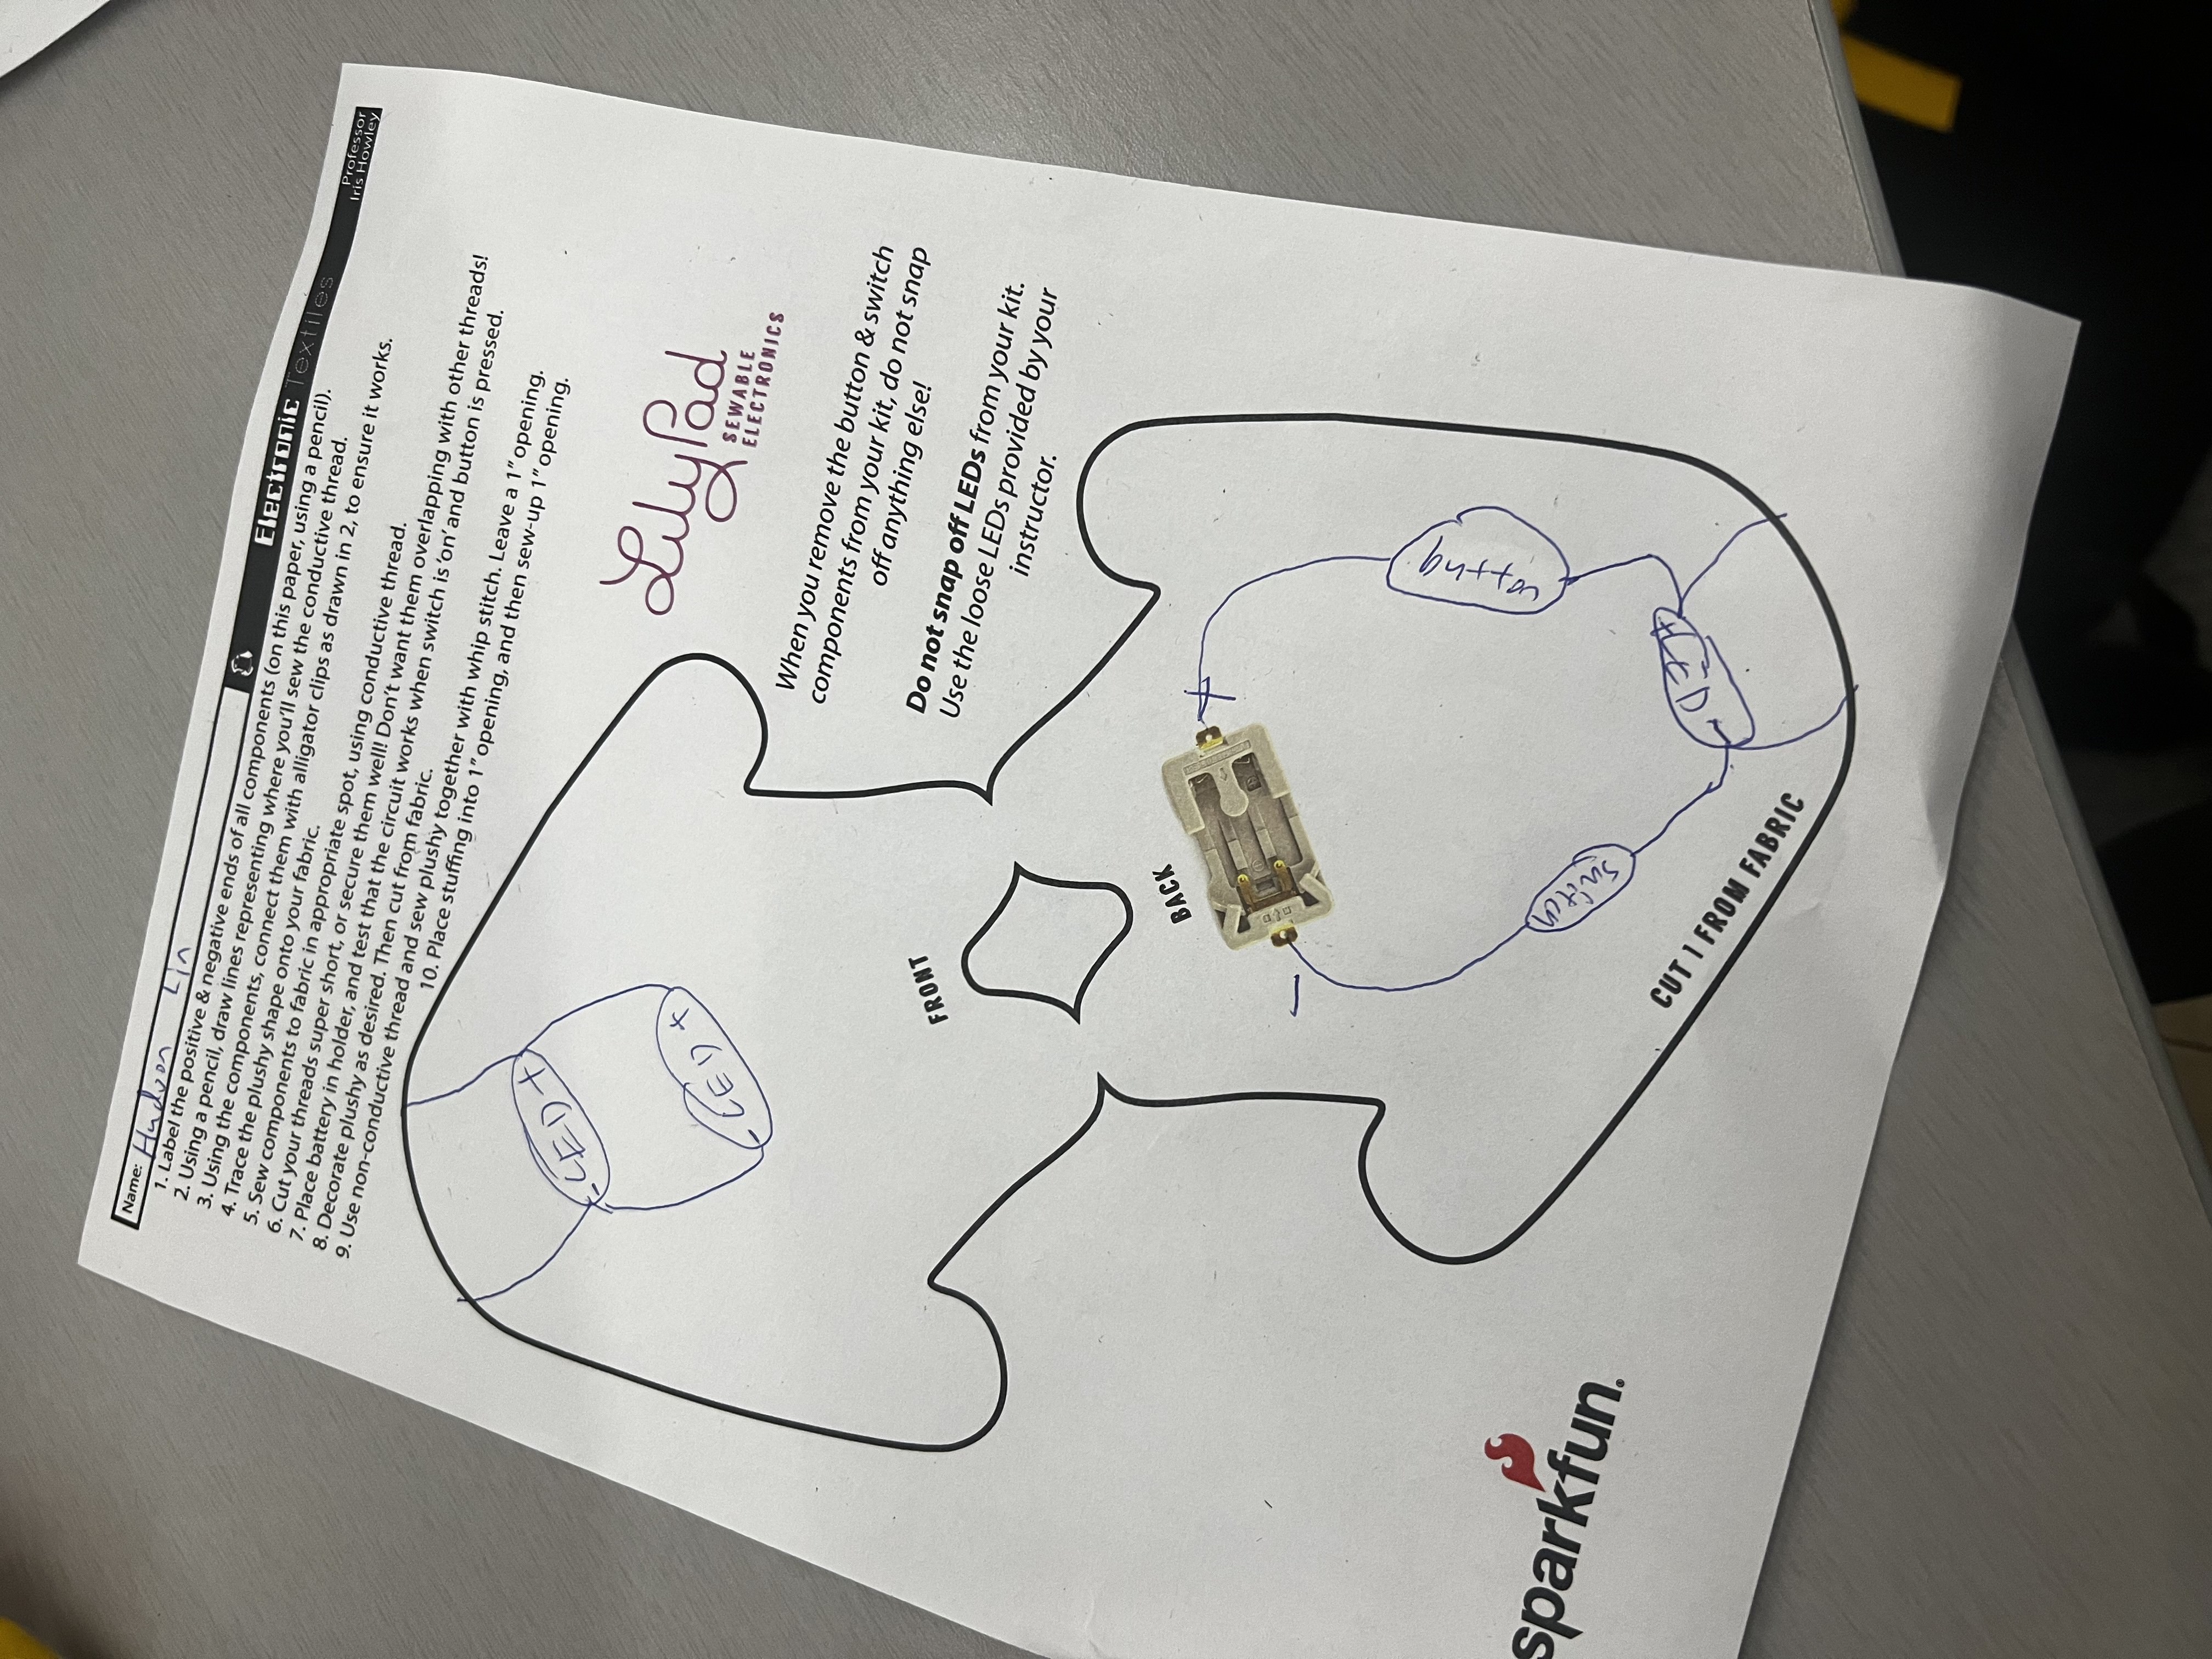 Name: Hudson Lin
Electronic Textiles
Professor
Iris Howley
1. Label the positive & negative ends of all components (on this paper, using a pencil).
2. Using a pencil, draw lines representing where you'll sew the conductive thread.
3. Using the components, connect them with alligator clips as drawn in 2, to ensure it works.
4. Trace the plushy shape onto your fabric.
5. Sew components to fabric in appropriate spot, using conductive thread.
6. Cut your threads super short, or secure them well! Don't want them overlapping with other threads!
7. Place battery in holder, and test that the circuit works when switch is 'on' and button is pressed.
8. Decorate plushy as desired. Then cut from fabric.
9. Use non-conductive thread and sew plushy together with whip stitch. Leave a 1" opening.
10. Place stuffing into 1" opening, and then sew-up 1" opening.
LED +
-
LED +
-
LilyPad
SEWABLE
ELECTRONICS
When you remove the button & switch
components from your kit, do not snap
off anything else!
Do not snap off LEDs from your kit.
Use the loose LEDs provided by your
instructor.
FRONT
BACK
+
-
button
switch
+ LED -
CUT 1 FROM FABRIC
sparkfun.